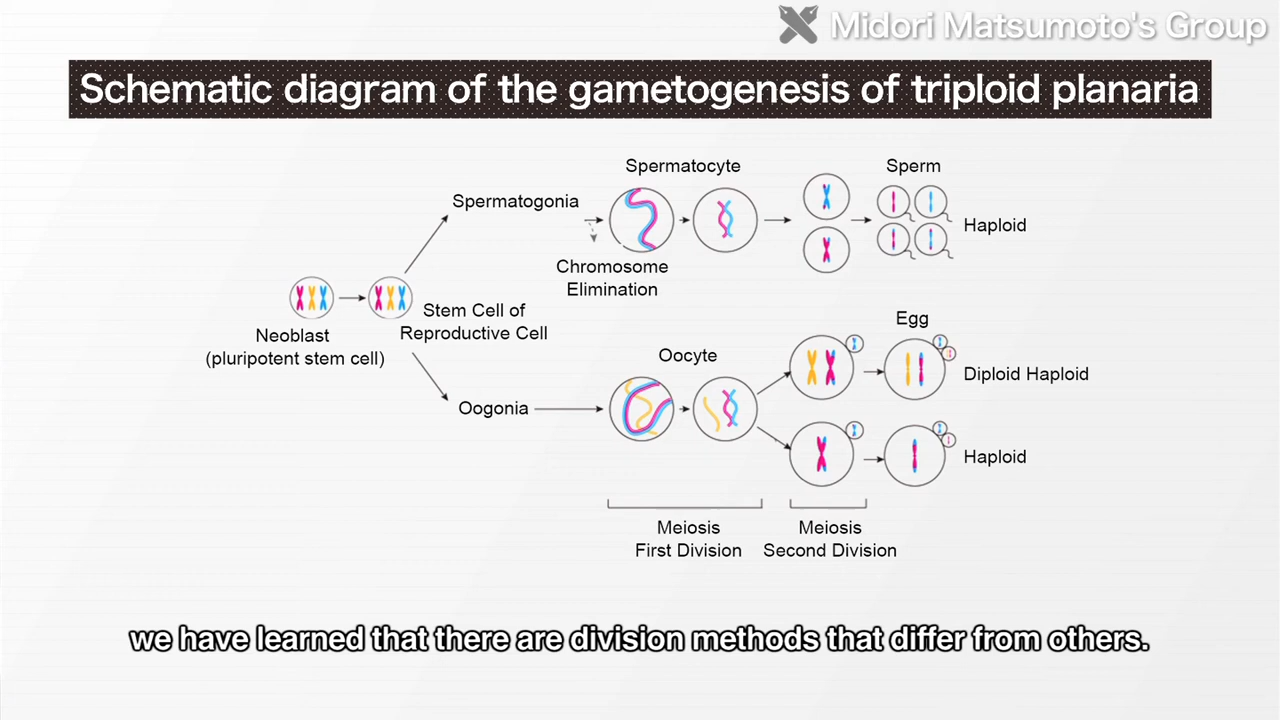 Midori Matsumoto's Group
Schematic diagram of the gametogenesis of triploid planaria
Spermatocyte
Sperm
Spermatogonia
Haploid
Chromosome
Elimination
Stem Cell of
Reproductive Cell
Neoblast
(pluripotent stem cell)
Egg
Oocyte
Diploid Haploid
Oogonia
Haploid
Meiosis
First Division
Meiosis
Second Division
we have learned that there are division methods that differ from others.